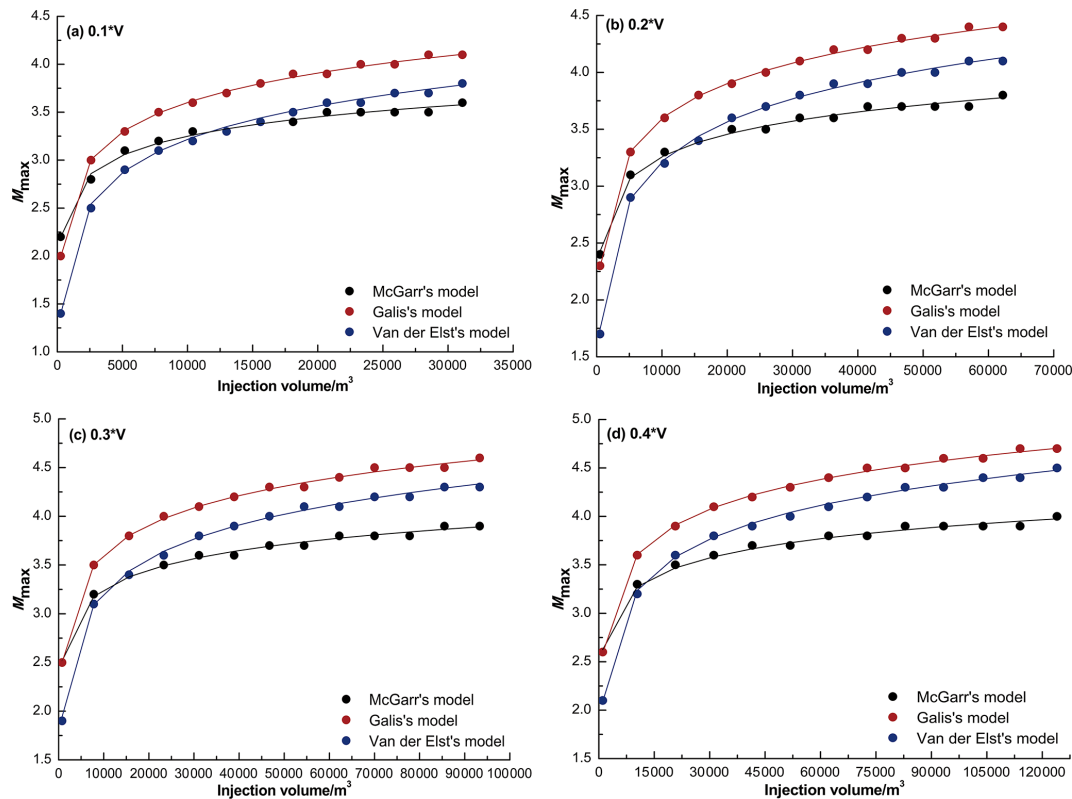 (a) 0.1*V
4.5
4.0
3.5
3.0
2.5
2.0
1.5
1.0
Mmax
McGarr's model
Galis's model
Van der Elst's model
0 5000 10000 15000 20000 25000 30000 35000
Injection volume/m³
(b) 0.2*V
4.5
4.0
3.5
3.0
2.5
2.0
1.5
Mmax
McGarr's model
Galis's model
Van der Elst's model
0 10000 20000 30000 40000 50000 60000 70000
Injection volume/m³
(c) 0.3*V
5.0
4.5
4.0
3.5
3.0
2.5
2.0
1.5
Mmax
McGarr's model
Galis's model
Van der Elst's model
0 10000 20000 30000 40000 50000 60000 70000 80000 90000 100000
Injection volume/m³
(d) 0.4*V
5.0
4.5
4.0
3.5
3.0
2.5
2.0
1.5
Mmax
McGarr's model
Galis's model
Van der Elst's model
0 15000 30000 45000 60000 75000 90000 105000 120000
Injection volume/m³